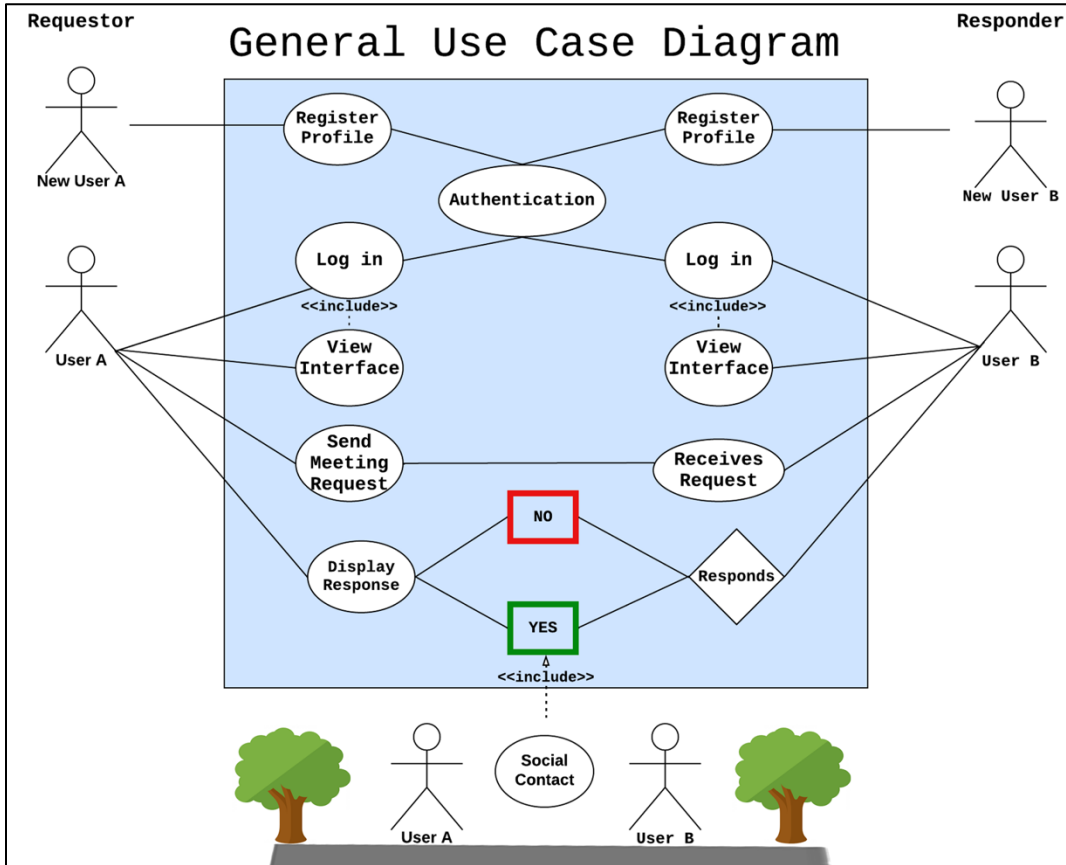 Requestor
Responder
General Use Case Diagram
Register
Profile
Register
Profile
New User A
New User B
Authentication
Log in
Log in
<<include>>
<<include>>
User A
User B
View
Interface
View
Interface
Send
Meeting
Request
Receives
Request
NO
Display
Response
Responds
YES
<<include>>
Social
Contact
User A
User B